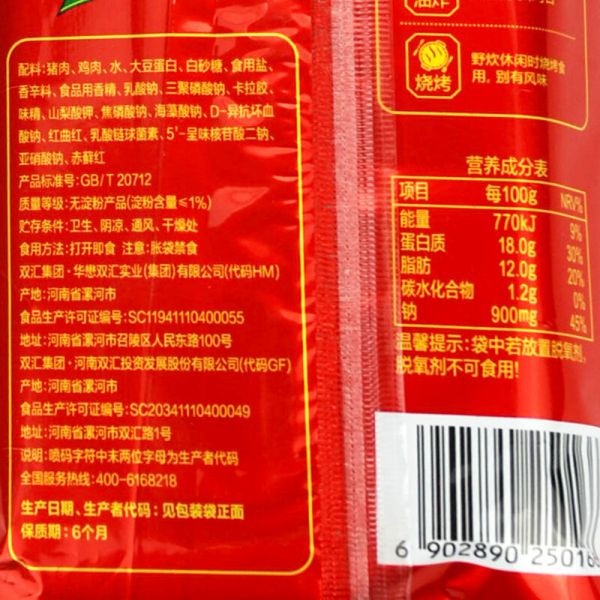 配料:猪肉、鸡肉、水、大豆蛋白、白砂糖、食用盐、
香辛料、食品用香精、乳酸钠、三聚磷酸钠、卡拉胶、
味精、山梨酸钾、焦磷酸钠、海藻酸钠、D-异抗坏血
酸钠、红曲红、乳酸链球菌素、5'-呈味核苷酸二钠、
亚硝酸钠、赤藓红
产品标准号:GB/T 20712
质量等级:无淀粉产品(淀粉含量≤1%)
贮存条件:卫生、阴凉、通风、干燥处
食用方法:打开即食 注意:胀袋禁食
双汇集团·华懋双汇实业(集团)有限公司(代码HM)
产地:河南省漯河市
食品生产许可证编号:SC11941110400055
地址:河南省漯河市召陵区人民东路100号
双汇集团·河南双汇投资发展股份有限公司(代码GF)
产地:河南省漯河市
食品生产许可证编号:SC20341110400049
地址:河南省漯河市双汇路1号
说明:喷码字符中末两位字母为生产者代码
全国服务热线:400-6168218
生产日期、生产者代码:见包装袋正面
保质期:6个月
油炸
烧烤
野炊休闲时烧烤食
用,别有风味
营养成分表
项目 每100g NRV%
能量 770kJ 9%
蛋白质 18.0g 30%
脂肪 12.0g 20%
碳水化合物 1.2g 0%
钠 900mg 45%
温馨提示:袋中若放置脱氧剂,
脱氧剂不可食用!
6 902890 25016